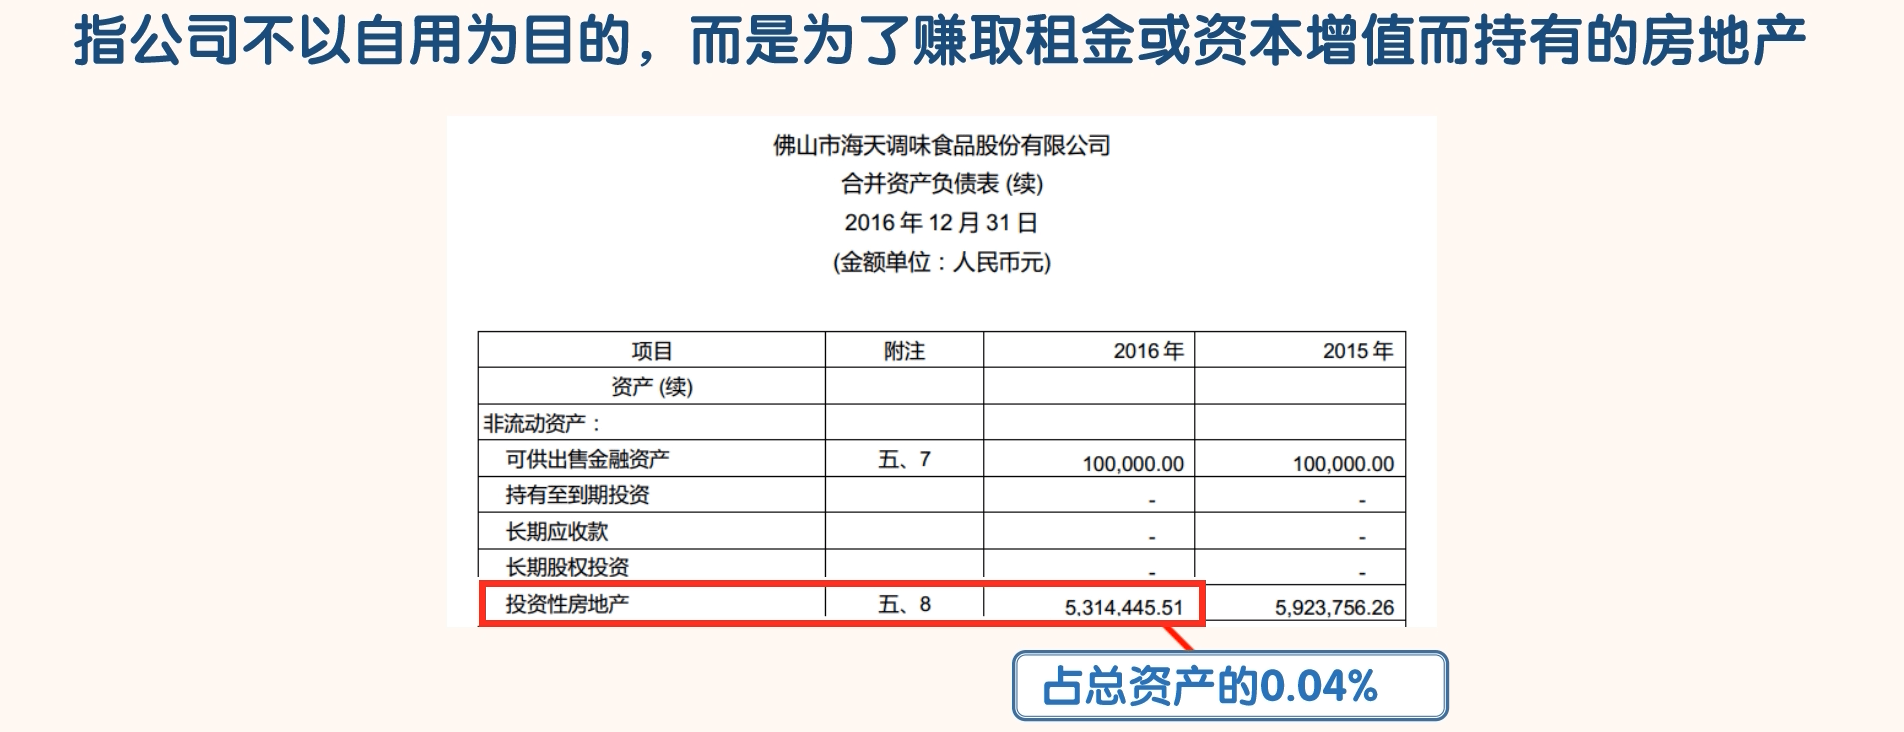 指公司不以自用为目的，而是为了赚取租金或资本增值而持有的房地产
佛山市海天调味食品股份有限公司
合并资产负债表 (续)
2016 年 12 月 31 日
(金额单位：人民币元)
项目 附注 2016 年 2015 年
资产 (续)
非流动资产：
可供出售金融资产 五、7 100,000.00 100,000.00
持有至到期投资 - -
长期应收款 - -
长期股权投资 - -
投资性房地产 五、8 5,314,445.51 5,923,756.26
占总资产的0.04%